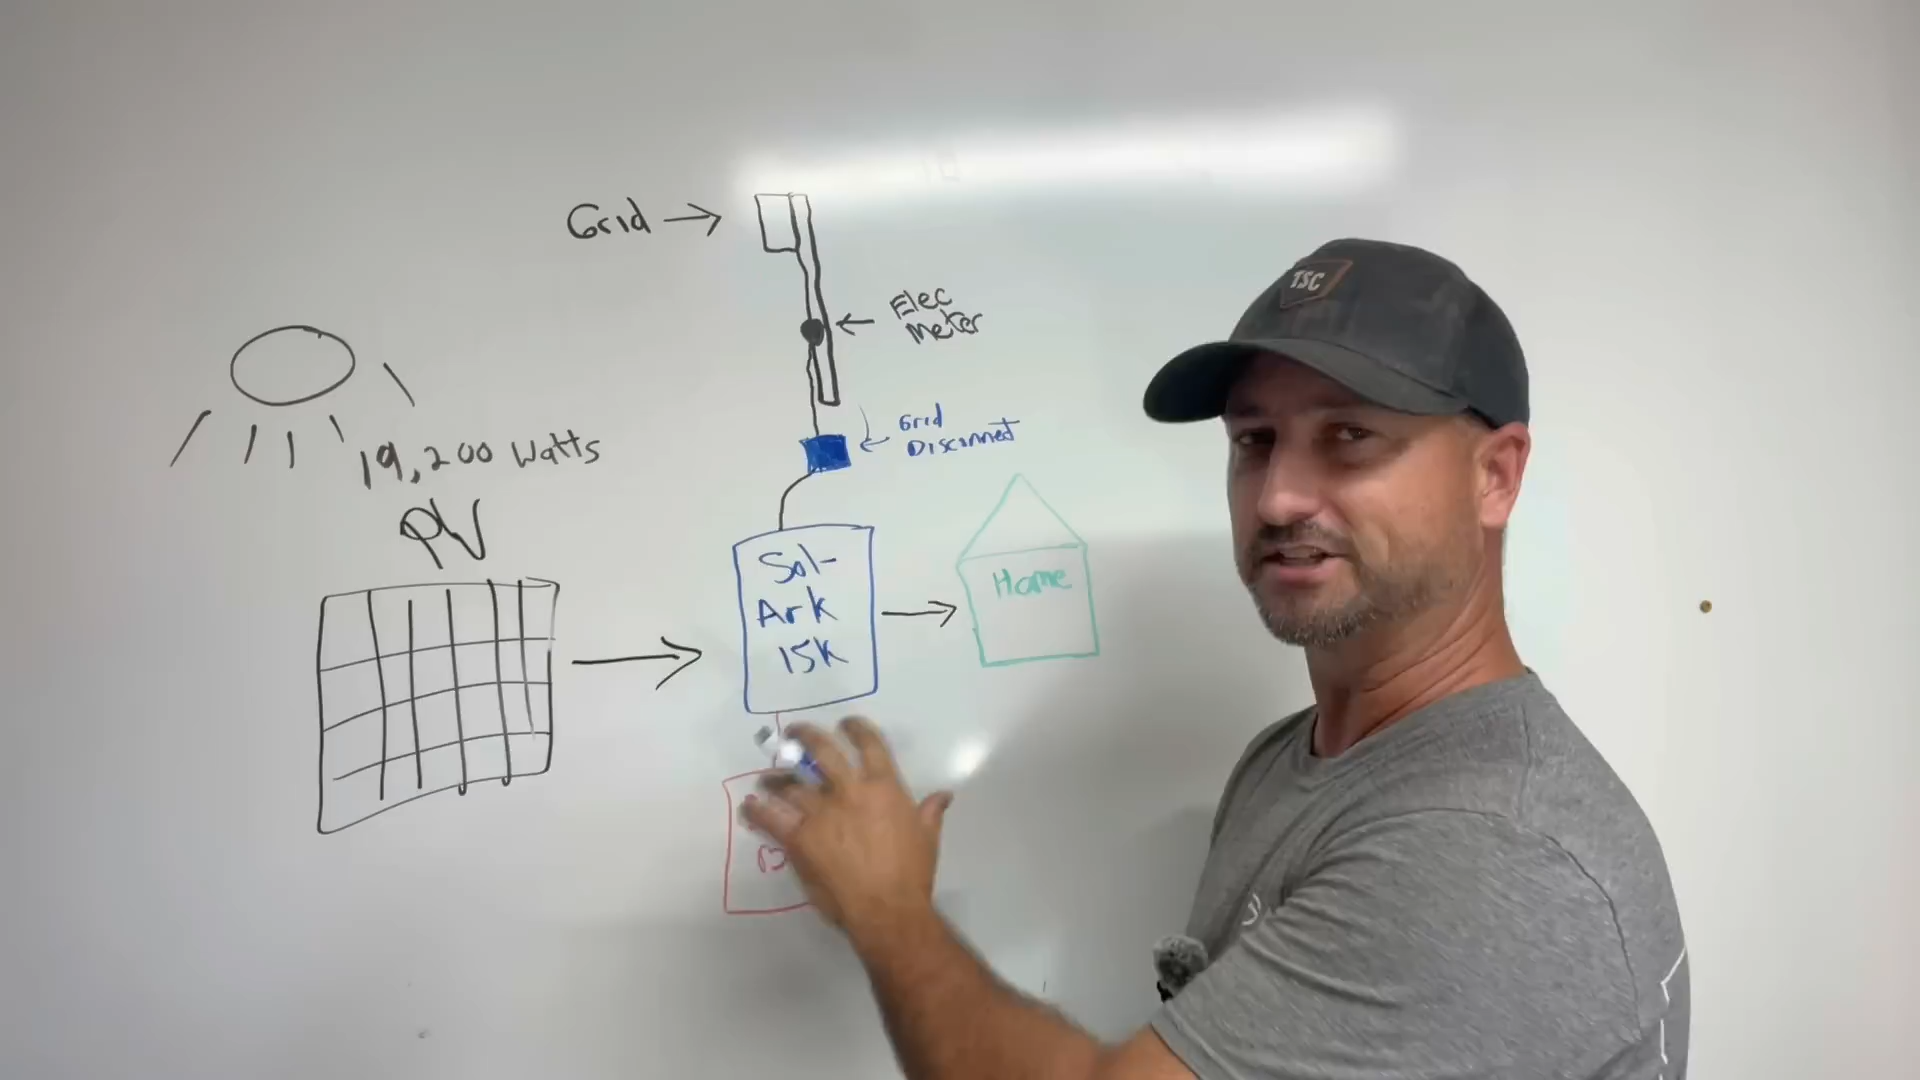 Grid
Elec
Meter
Grid
Disconnect
19,200 Watts
PV
Sol-
Ark
15K
Home
TSC